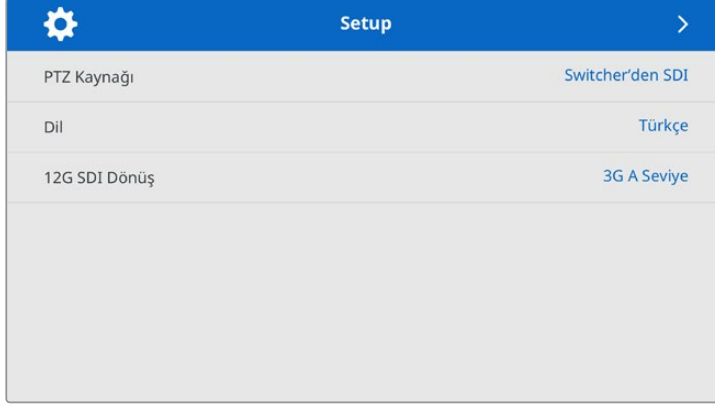 Setup
PTZ Kaynağı Switcher’den SDI
Dil Türkçe
12G SDI Dönüş 3G A Seviye